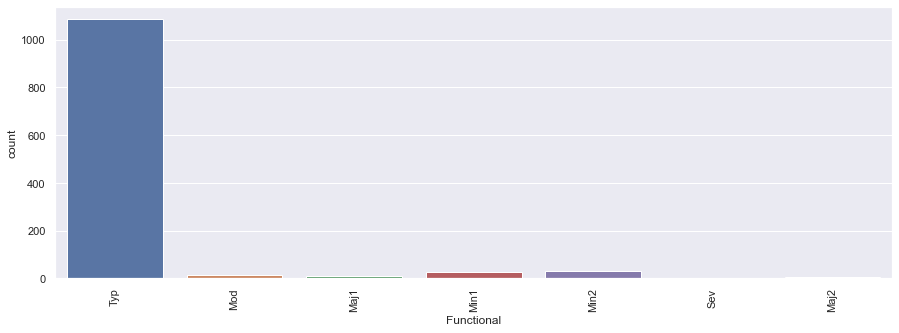 1000
800
600
400
200
0
count
Typ
Mod
Maj1
Min1
Min2
Sev
Maj2
Functional